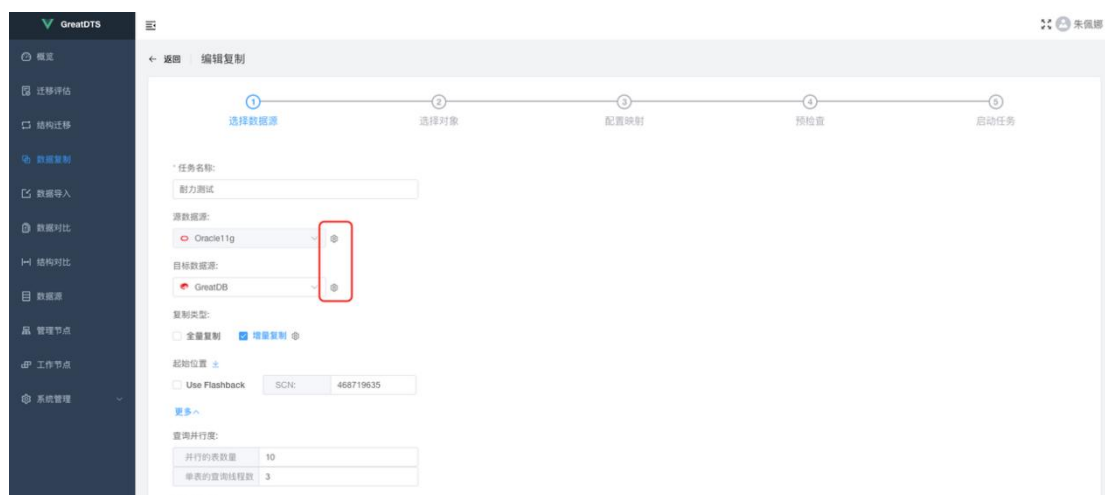 GreatDTS
朱佩娜
概览
← 返回 编辑复制
迁移评估
1 2 3 4 5
选择数据源 选择对象 配置映射 预检查 启动任务
结构迁移
数据复制
数据导入
数据对比
结构对比
数据源
管理节点
工作节点
系统管理
* 任务名称:
耐力测试
源数据源:
Oracle11g
目标数据源:
GreatDB
复制类型:
全量复制 增量复制
起始位置
Use Flashback SCN: 468719635
更多
查询并行度:
并行的表数量 10
单表的查询线程数 3